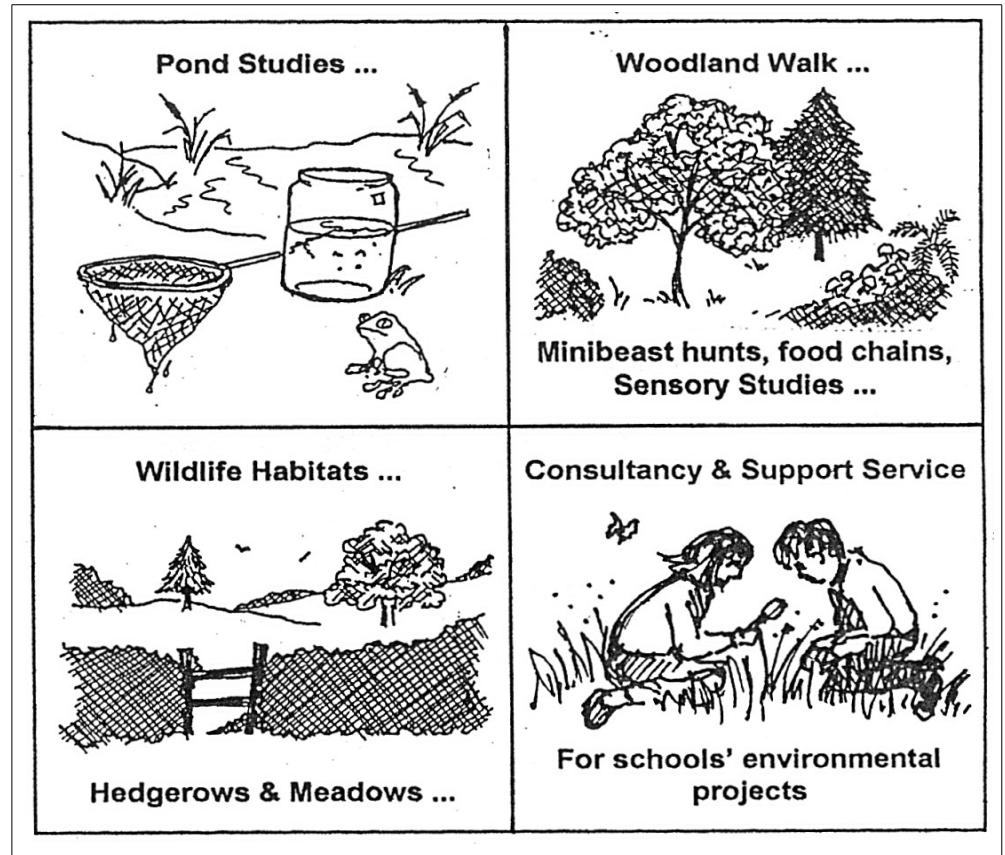 Pond Studies ...
Woodland Walk ...
Minibeast hunts, food chains,
Sensory Studies ...
Wildlife Habitats ...
Hedgerows & Meadows ...
Consultancy & Support Service
For schools' environmental
projects